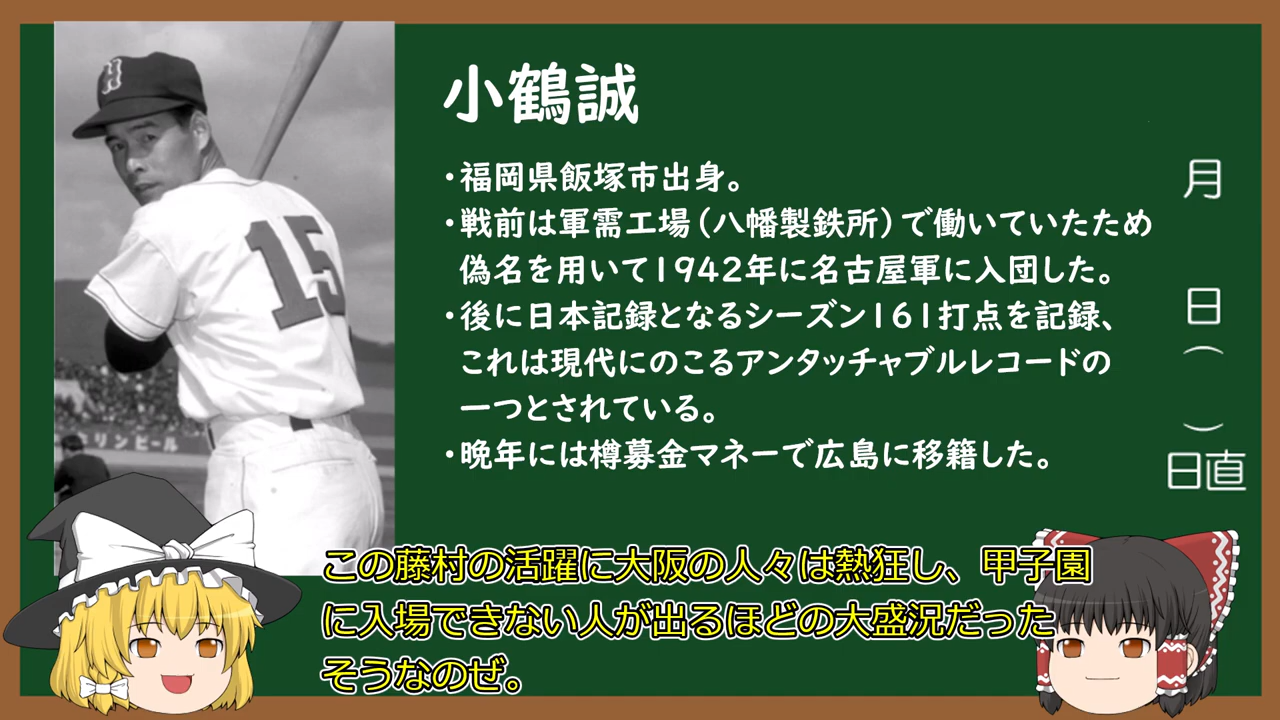 小鶴誠
・福岡県飯塚市出身。
・戦前は軍需工場(八幡製鉄所)で働いていたため
偽名を用いて1942年に名古屋軍に入団した。
・後に日本記録となるシーズン161打点を記録、
これは現代にのこるアンタッチャブルレコードの
一つとされている。
・晩年には樽募金マネーで広島に移籍した。
月
日
(
)
日直
H
15
キリンビール
この藤村の活躍に大阪の人々は熱狂し、甲子園
に入場できない人が出るほどの大盛況だった
そうなのぜ。